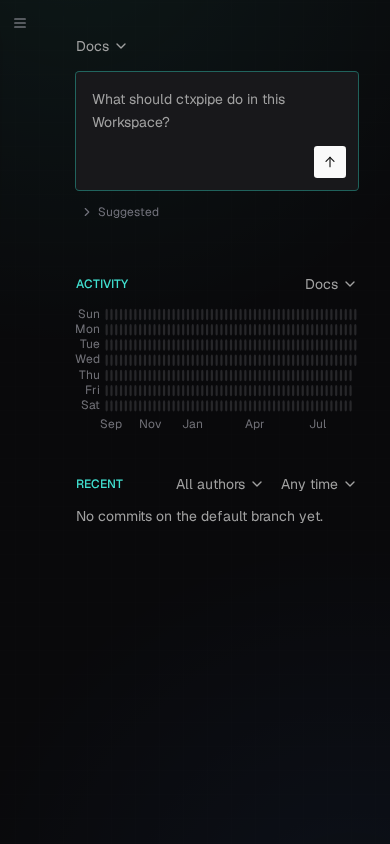 Docs
What should ctxpipe do in this
Workspace?
Suggested
ACTIVITY
Docs
Sun
Mon
Tue
Wed
Thu
Fri
Sat
Sep Nov Jan Apr Jul
RECENT
All authors
Any time
No commits on the default branch yet.